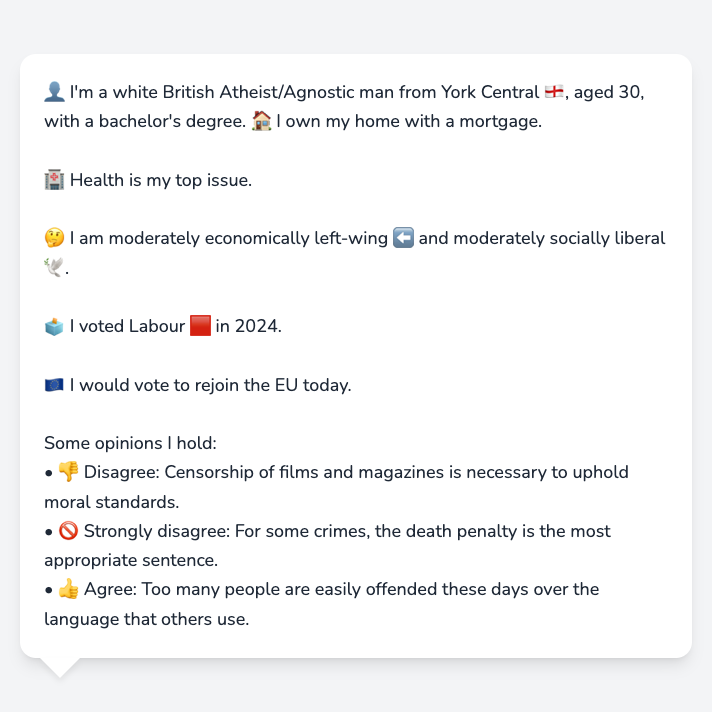 👤 I'm a white British Atheist/Agnostic man from York Central 🏴󠁧󠁢󠁥󠁮󠁧󠁿, aged 30,
with a bachelor's degree. 🏠 I own my home with a mortgage.
🏥 Health is my top issue.
🤔 I am moderately economically left-wing ⬅️ and moderately socially liberal
🕊️.
🗳️ I voted Labour 🟥 in 2024.
🇪🇺 I would vote to rejoin the EU today.
Some opinions I hold:
• 👎 Disagree: Censorship of films and magazines is necessary to uphold
moral standards.
• 🚫 Strongly disagree: For some crimes, the death penalty is the most
appropriate sentence.
• 👍 Agree: Too many people are easily offended these days over the
language that others use.